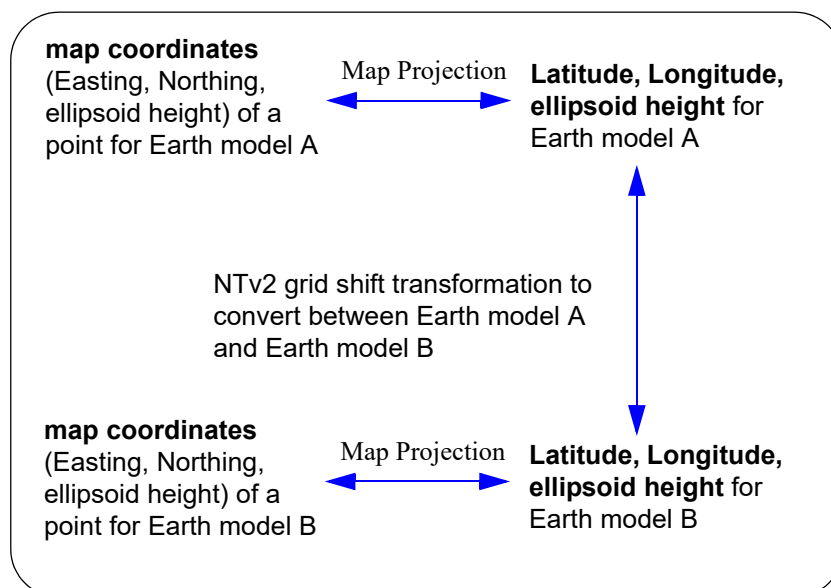 map coordinates
(Easting, Northing,
ellipsoid height) of a
point for Earth model A
Map Projection
Latitude, Longitude,
ellipsoid height for
Earth model A
NTv2 grid shift transformation to
convert between Earth model A
and Earth model B
map coordinates
(Easting, Northing,
ellipsoid height) of a
point for Earth model B
Map Projection
Latitude, Longitude,
ellipsoid height for
Earth model B